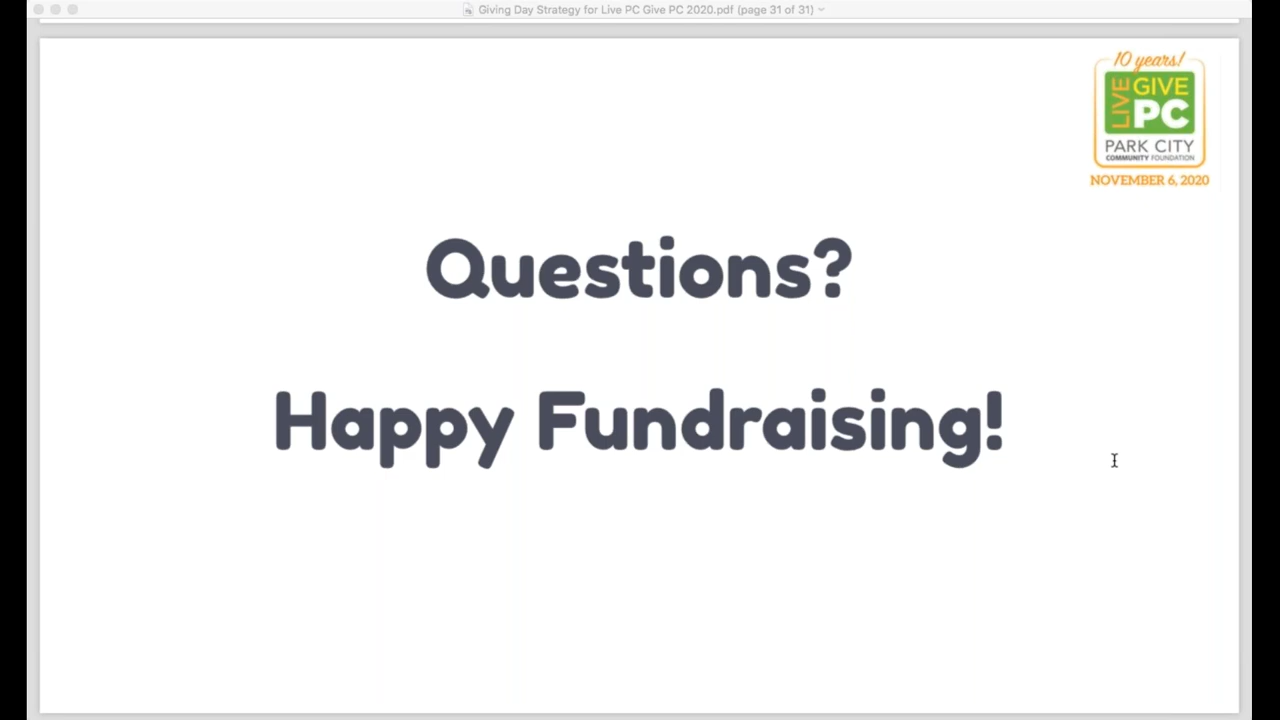 Giving Day Strategy for Live PC Give PC 2020.pdf (page 31 of 31)
10 years!
LIVE GIVE
PC
PARK CITY
COMMUNITY FOUNDATION
NOVEMBER 6, 2020
Questions?
Happy Fundraising!